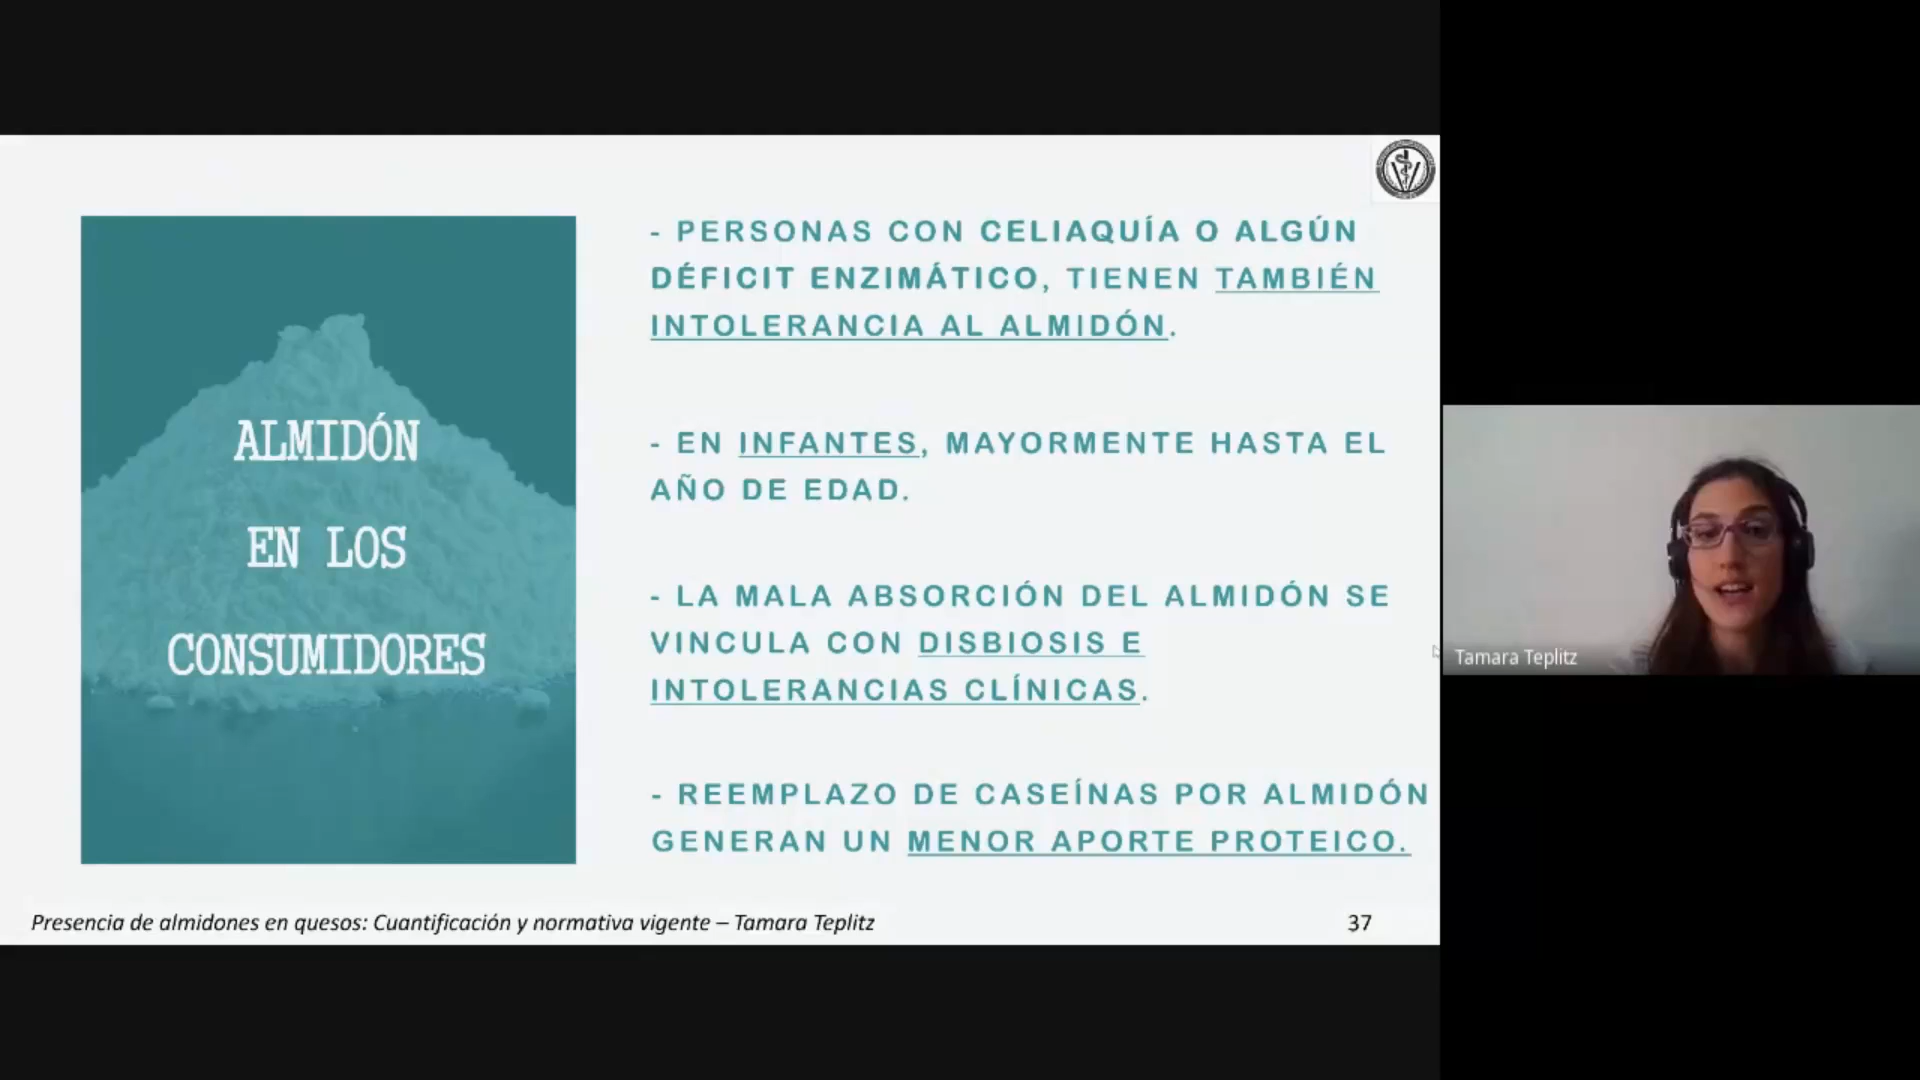 ALMIDÓN
EN LOS
CONSUMIDORES
- PERSONAS CON CELIAQUÍA O ALGÚN
DÉFICIT ENZIMÁTICO, TIENEN TAMBIÉN
INTOLERANCIA AL ALMIDÓN.
- EN INFANTES, MAYORMENTE HASTA EL
AÑO DE EDAD.
- LA MALA ABSORCIÓN DEL ALMIDÓN SE
VINCULA CON DISBIOSIS E
INTOLERANCIAS CLÍNICAS.
- REEMPLAZO DE CASEÍNAS POR ALMIDÓN
GENERAN UN MENOR APORTE PROTEICO.
Presencia de almidones en quesos: Cuantificación y normativa vigente – Tamara Teplitz
37
Tamara Teplitz